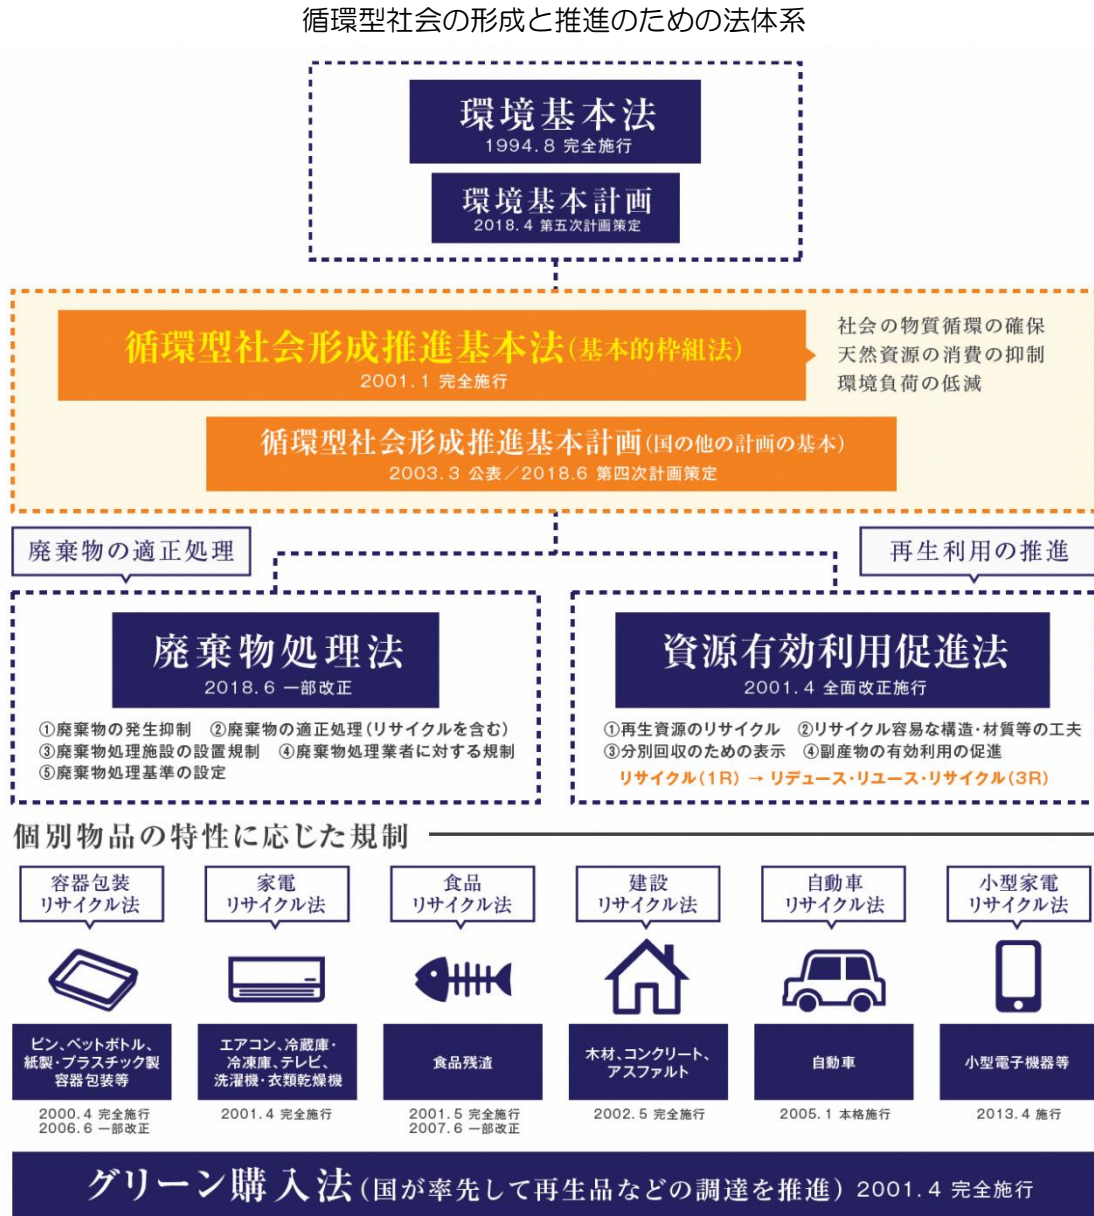 循環型社会の形成と推進のための法体系
環境基本法
1994.8 完全施行
環境基本計画
2018.4 第五次計画策定
循環型社会形成推進基本法(基本的枠組法)
2001.1 完全施行
社会の物質循環の確保
天然資源の消費の抑制
環境負荷の低減
循環型社会形成推進基本計画(国の他の計画の基本)
2003.3 公表/2018.6 第四次計画策定
廃棄物の適正処理
再生利用の推進
廃棄物処理法
2018.6 一部改正
①廃棄物の発生抑制 ②廃棄物の適正処理(リサイクルを含む)
③廃棄物処理施設の設置規制 ④廃棄物処理業者に対する規制
⑤廃棄物処理基準の設定
資源有効利用促進法
2001.4 全面改正施行
①再生資源のリサイクル ②リサイクル容易な構造・材質等の工夫
③分別回収のための表示 ④副産物の有効利用の促進
リサイクル(1R) → リデュース・リユース・リサイクル(3R)
個別物品の特性に応じた規制
容器包装
リサイクル法
ビン、ペットボトル、
紙製・プラスチック製
容器包装等
2000.4 完全施行
2006.6 一部改正
家電
リサイクル法
エアコン、冷蔵庫・
冷凍庫、テレビ、
洗濯機・衣類乾燥機
2001.4 完全施行
食品
リサイクル法
食品残渣
2001.5 完全施行
2007.6 一部改正
建設
リサイクル法
木材、コンクリート、
アスファルト
2002.5 完全施行
自動車
リサイクル法
自動車
2005.1 本格施行
小型家電
リサイクル法
小型電子機器等
2013.4 施行
グリーン購入法(国が率先して再生品などの調達を推進) 2001.4 完全施行